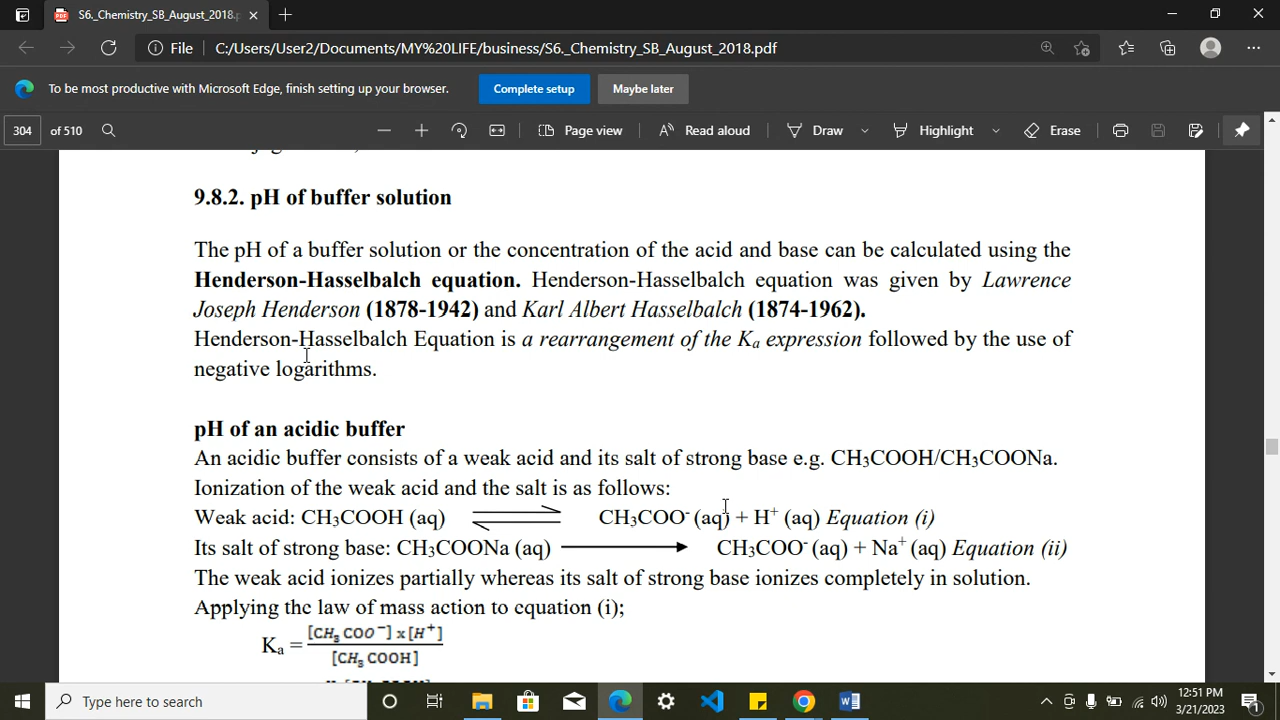 S6._Chemistry_SB_August_2018.p
File
C:/Users/User2/Documents/MY%20LIFE/business/S6._Chemistry_SB_August_2018.pdf
To be most productive with Microsoft Edge, finish setting up your browser.
Complete setup
Maybe later
304 of 510
Page view
Read aloud
Draw
Highlight
Erase
9.8.2. pH of buffer solution
The pH of a buffer solution or the concentration of the acid and base can be calculated using the
Henderson-Hasselbalch equation. Henderson-Hasselbalch equation was given by Lawrence
Joseph Henderson (1878-1942) and Karl Albert Hasselbalch (1874-1962).
Henderson-Hasselbalch Equation is a rearrangement of the Kₐ expression followed by the use of
negative logarithms.
pH of an acidic buffer
An acidic buffer consists of a weak acid and its salt of strong base e.g. CH₃COOH/CH₃COONa.
Ionization of the weak acid and the salt is as follows:
Weak acid: CH₃COOH (aq) ⇌ CH₃COO⁻ (aq) + H⁺ (aq) Equation (i)
Its salt of strong base: CH₃COONa (aq) → CH₃COO⁻ (aq) + Na⁺ (aq) Equation (ii)
The weak acid ionizes partially whereas its salt of strong base ionizes completely in solution.
Applying the law of mass action to equation (i);
[CH₃ COO⁻] x [H⁺]
Kₐ =
[CH₃ COOH]
Type here to search
12:51 PM
3/21/2023
1